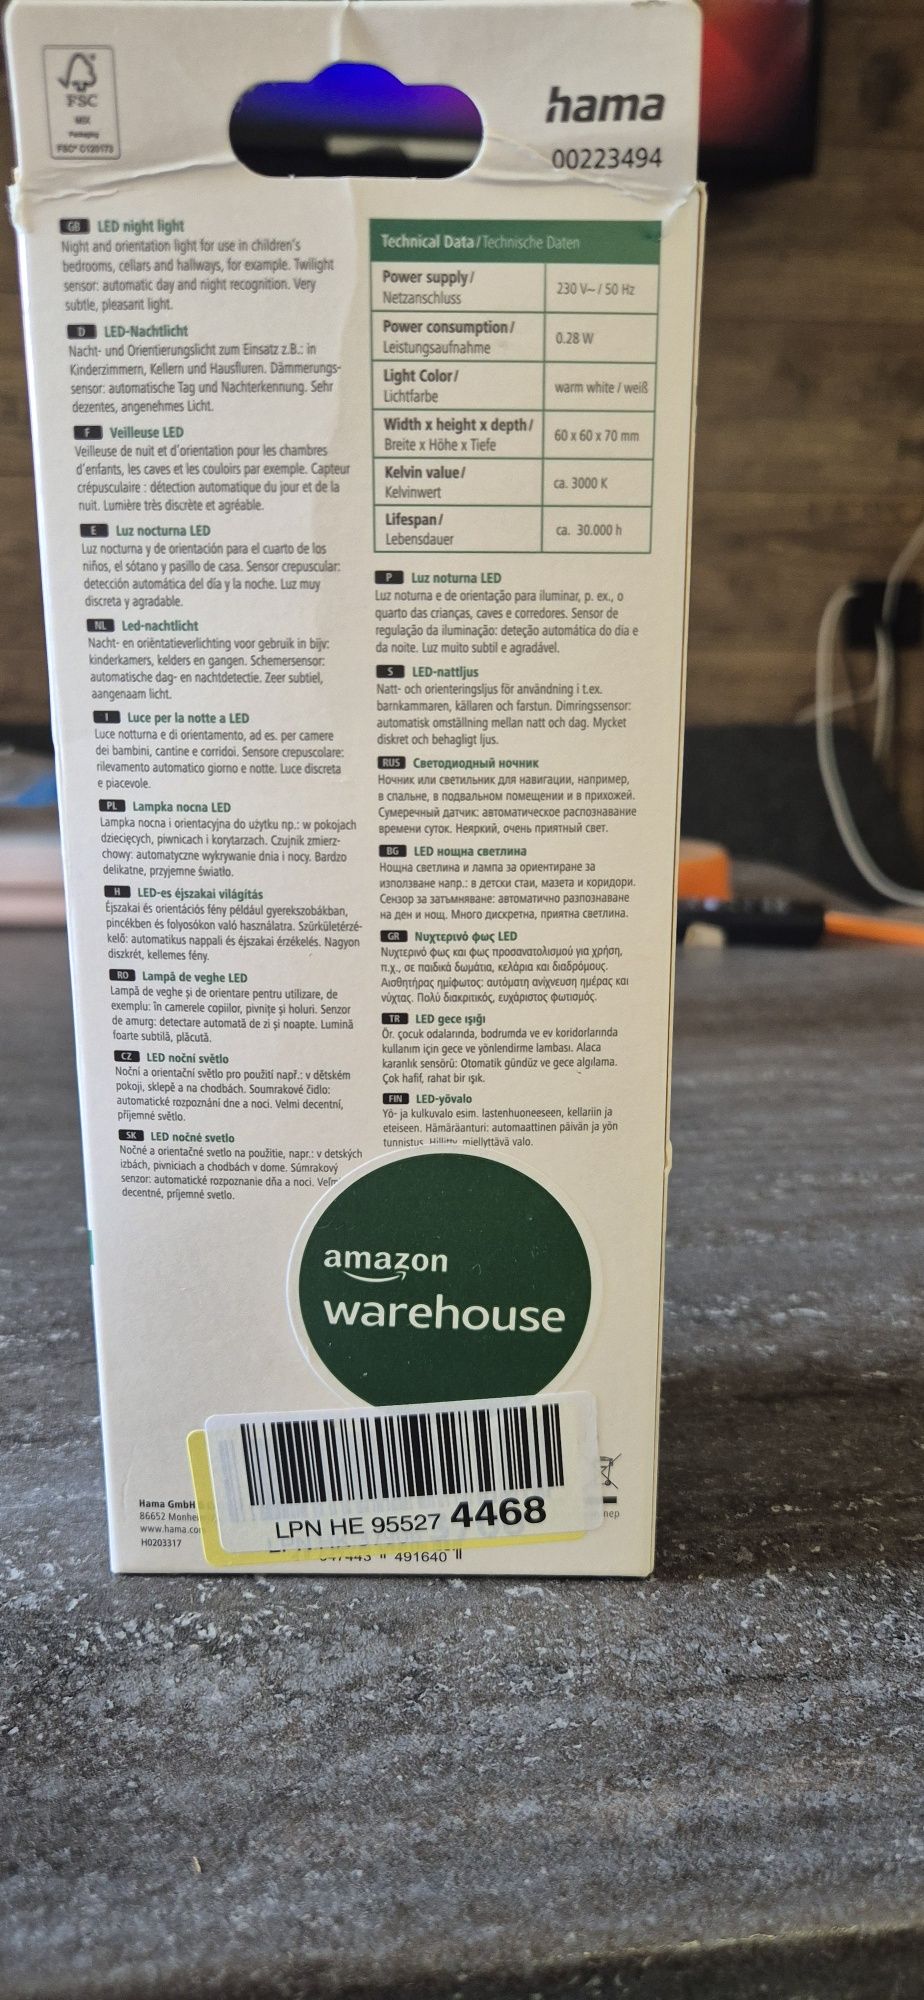 FSC
MIX
Packaging
FSC® C120173
hama
00223494
GB LED night light
Night and orientation light for use in children's
bedrooms, cellars and hallways, for example. Twilight
sensor: automatic day and night recognition. Very
subtle, pleasant light.
D LED-Nachtlicht
Nacht- und Orientierungslicht zum Einsatz z.B.: in
Kinderzimmern, Kellern und Hausfluren. Dämmerungs-
sensor: automatische Tag und Nachterkennung. Sehr
dezentes, angenehmes Licht.
F Veilleuse LED
Veilleuse de nuit et d'orientation pour les chambres
d'enfants, les caves et les couloirs par exemple. Capteur
crépusculaire : détection automatique du jour et de la
nuit. Lumière très discrète et agréable.
E Luz nocturna LED
Luz nocturna y de orientación para el cuarto de los
niños, el sótano y pasillo de casa. Sensor crepuscular:
detección automática del día y la noche. Luz muy
discreta y agradable.
NL Led-nachtlicht
Nacht- en oriëntatieverlichting voor gebruik in bijv:
kinderkamers, kelders en gangen. Schemersensor:
automatische dag- en nachtdetectie. Zeer subtiel,
aangenaam licht.
I Luce per la notte a LED
Luce notturna e di orientamento, ad es. per camere
dei bambini, cantine e corridoi. Sensore crepuscolare:
rilevamento automatico giorno e notte. Luce discreta
e piacevole.
PL Lampka nocna LED
Lampka nocna i orientacyjna do użytku np.: w pokojach
dziecięcych, piwnicach i korytarzach. Czujnik zmierz-
chowy: automatyczne wykrywanie dnia i nocy. Bardzo
delikatne, przyjemne światło.
H LED-es éjszakai világítás
Éjszakai és orientációs fény például gyerekszobákban,
pincékben és folyosókon való használatra. Szürkületérzé-
kelő: automatikus nappali és éjszakai érzékelés. Nagyon
diszkrét, kellemes fény.
RO Lampă de veghe LED
Lampă de veghe și de orientare pentru utilizare, de
exemplu: în camerele copiilor, pivnițe și holuri. Senzor
de amurg: detectare automată de zi și noapte. Lumină
foarte subtilă, plăcută.
CZ LED noční světlo
Noční a orientační světlo pro použití např.: v dětském
pokoji, sklepě a na chodbách. Soumrakové čidlo:
automatické rozpoznání dne a noci. Velmi decentní,
příjemné světlo.
SK LED nočné svetlo
Nočné a orientačné svetlo na použitie, napr.: v detských
izbách, pivniciach a chodbách v dome. Súmrakový
senzor: automatické rozpoznanie dňa a noci. Veľm
decentné, príjemné svetlo.
Technical Data/Technische Daten
Power supply/
Netzanschluss
230 V~ / 50 Hz
Power consumption/
Leistungsaufnahme
0.28 W
Light Color/
Lichtfarbe
warm white / weiß
Width x height x depth/
Breite x Höhe x Tiefe
60 x 60 x 70 mm
Kelvin value/
Kelvinwert
ca. 3000 K
Lifespan/
Lebensdauer
ca. 30.000 h
P Luz noturna LED
Luz noturna e de orientação para iluminar, p. ex., o
quarto das crianças, caves e corredores. Sensor de
regulação da iluminação: deteção automática do dia e
da noite. Luz muito subtil e agradável.
S LED-nattljus
Natt- och orienteringsljus för användning i t.ex.
barnkammaren, källaren och farstun. Dimringssensor:
automatisk omställning mellan natt och dag. Mycket
diskret och behagligt ljus.
RUS Светодиодный ночник
Ночник или светильник для навигации, например,
в спальне, в подвальном помещении и в прихожей.
Сумеречный датчик: автоматическое распознавание
времени суток. Неяркий, очень приятный свет.
BG LED нощна светлина
Нощна светлина и лампа за ориентиране за
използване напр.: в детски стаи, мазета и коридори.
Сензор за затъмняване: автоматично разпознаване
на ден и нощ. Много дискретна, приятна светлина.
GR Νυχτερινό φως LED
Νυχτερινό φως και φως προσανατολισμού για χρήση,
π.χ., σε παιδικά δωμάτια, κελάρια και διαδρόμους.
Αισθητήρας ημίφωτος: αυτόματη ανίχνευση ημέρας και
νύχτας. Πολύ διακριτικός, ευχάριστος φωτισμός.
TR LED gece ışığı
Ör. çocuk odalarında, bodrumda ve ev koridorlarında
kullanım için gece ve yönlendirme lambası. Alaca
karanlık sensörü: Otomatik gündüz ve gece algılama.
Çok hafif, rahat bir ışık.
FIN LED-yövalo
Yö- ja kulkuvalo esim. lastenhuoneeseen, kellariin ja
eteiseen. Hämäräanturi: automaattinen päivän ja yön
tunnistus. Hillitty, miellyttävä valo.
amazon
warehouse
LPN HE 95527 4468
491640
Hama GmbH
86652 Monhei
www.hama.co
H0203317